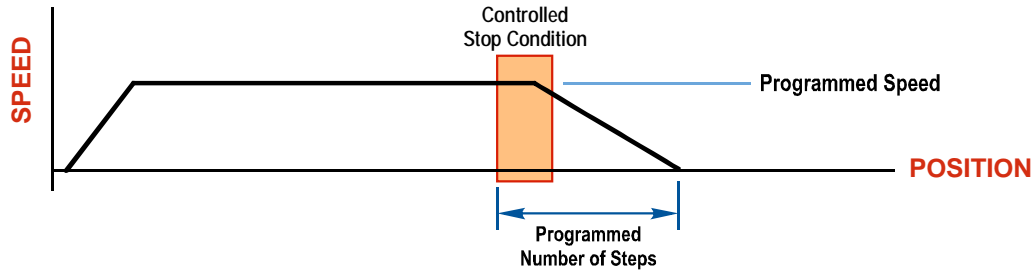 Controlled
Stop Condition
SPEED
Programmed Speed
POSITION
Programmed
Number of Steps